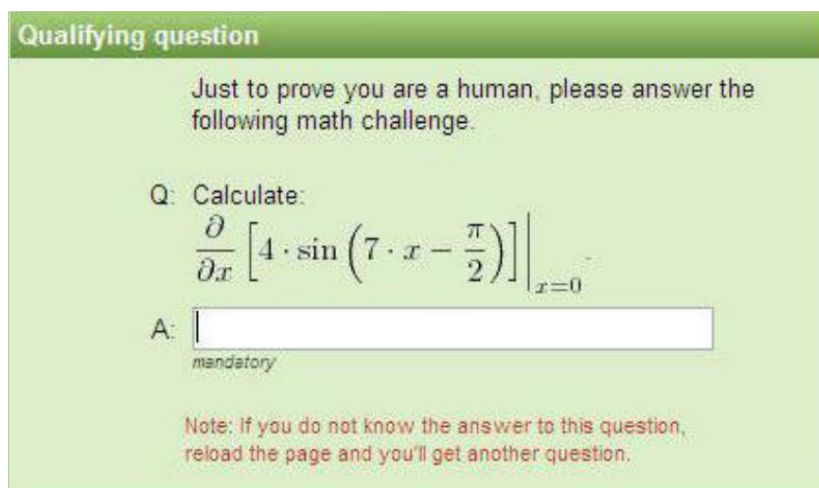 Qualifying question
Just to prove you are a human, please answer the
following math challenge.
Q: Calculate:
∂/∂x [4 · sin (7 · x − π/2)]|x=0
A:
mandatory
Note: If you do not know the answer to this question,
reload the page and you'll get another question.